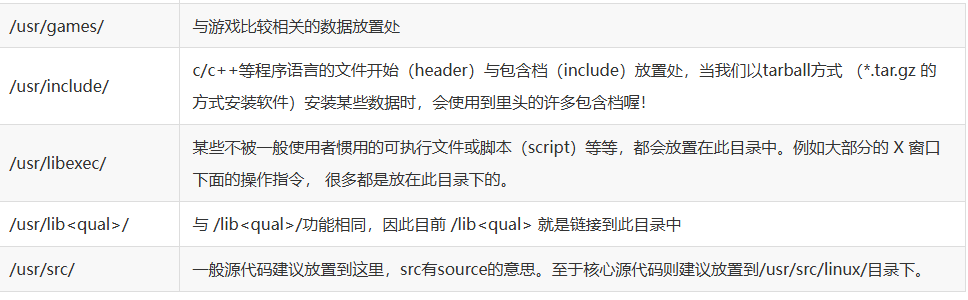 /usr/games/
与游戏比较相关的数据放置处
/usr/include/
c/c++等程序语言的文件开始（header）与包含档（include）放置处，当我们以tarball方式 （*.tar.gz 的
方式安装软件）安装某些数据时，会使用到里头的许多包含档喔！
/usr/libexec/
某些不被一般使用者惯用的可执行文件或脚本（script）等等，都会放置在此目录中。例如大部分的 X 窗口
下面的操作指令， 很多都是放在此目录下的。
/usr/lib<qual>/
与 /lib<qual>/功能相同，因此目前 /lib<qual> 就是链接到此目录中
/usr/src/
一般源代码建议放置到这里，src有source的意思。至于核心源代码则建议放置到/usr/src/linux/目录下。